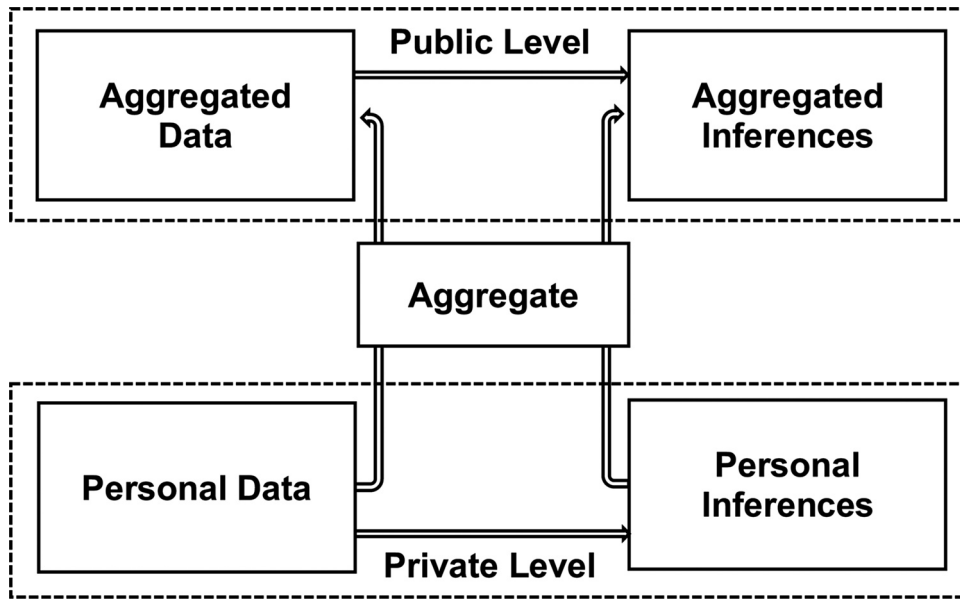 Public Level
Aggregated
Data
Aggregated
Inferences
Aggregate
Personal Data
Personal
Inferences
Private Level